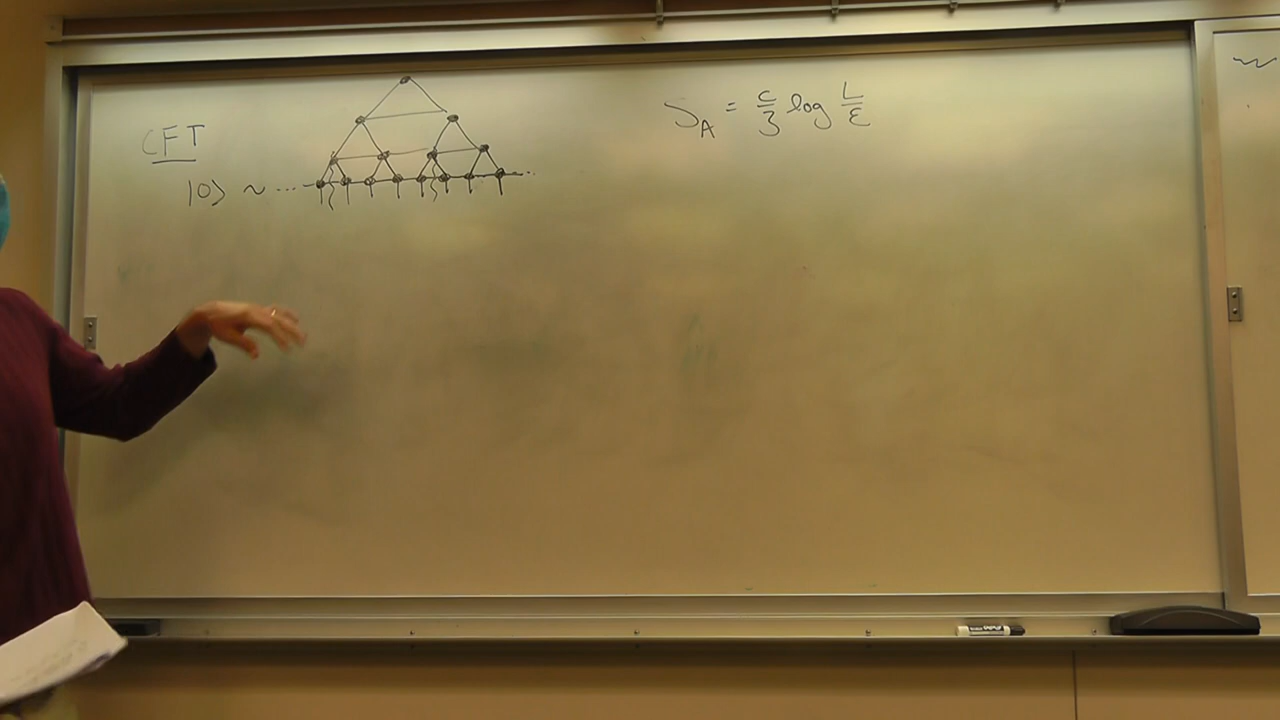 CFT
|0⟩ ~ ...
S_A = c/3 log L/ε